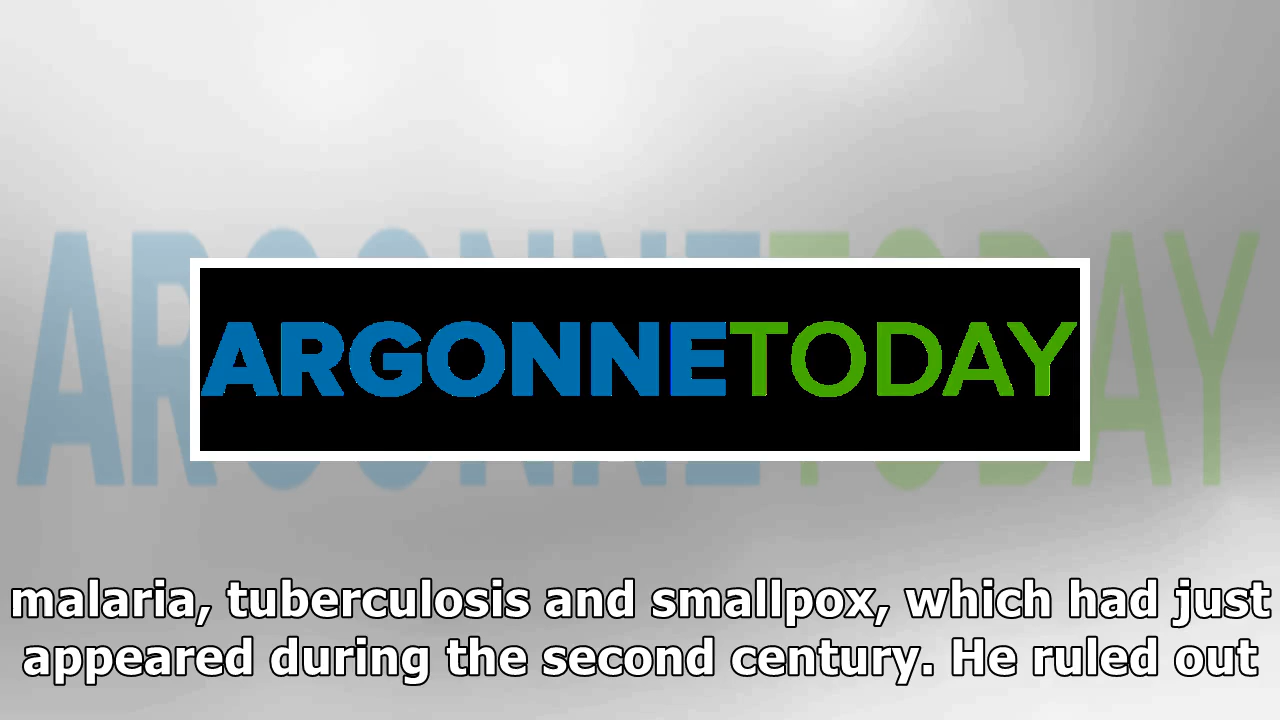 ARGONNETODAY
ARGONNETODAY
malaria, tuberculosis and smallpox, which had just
appeared during the second century. He ruled out